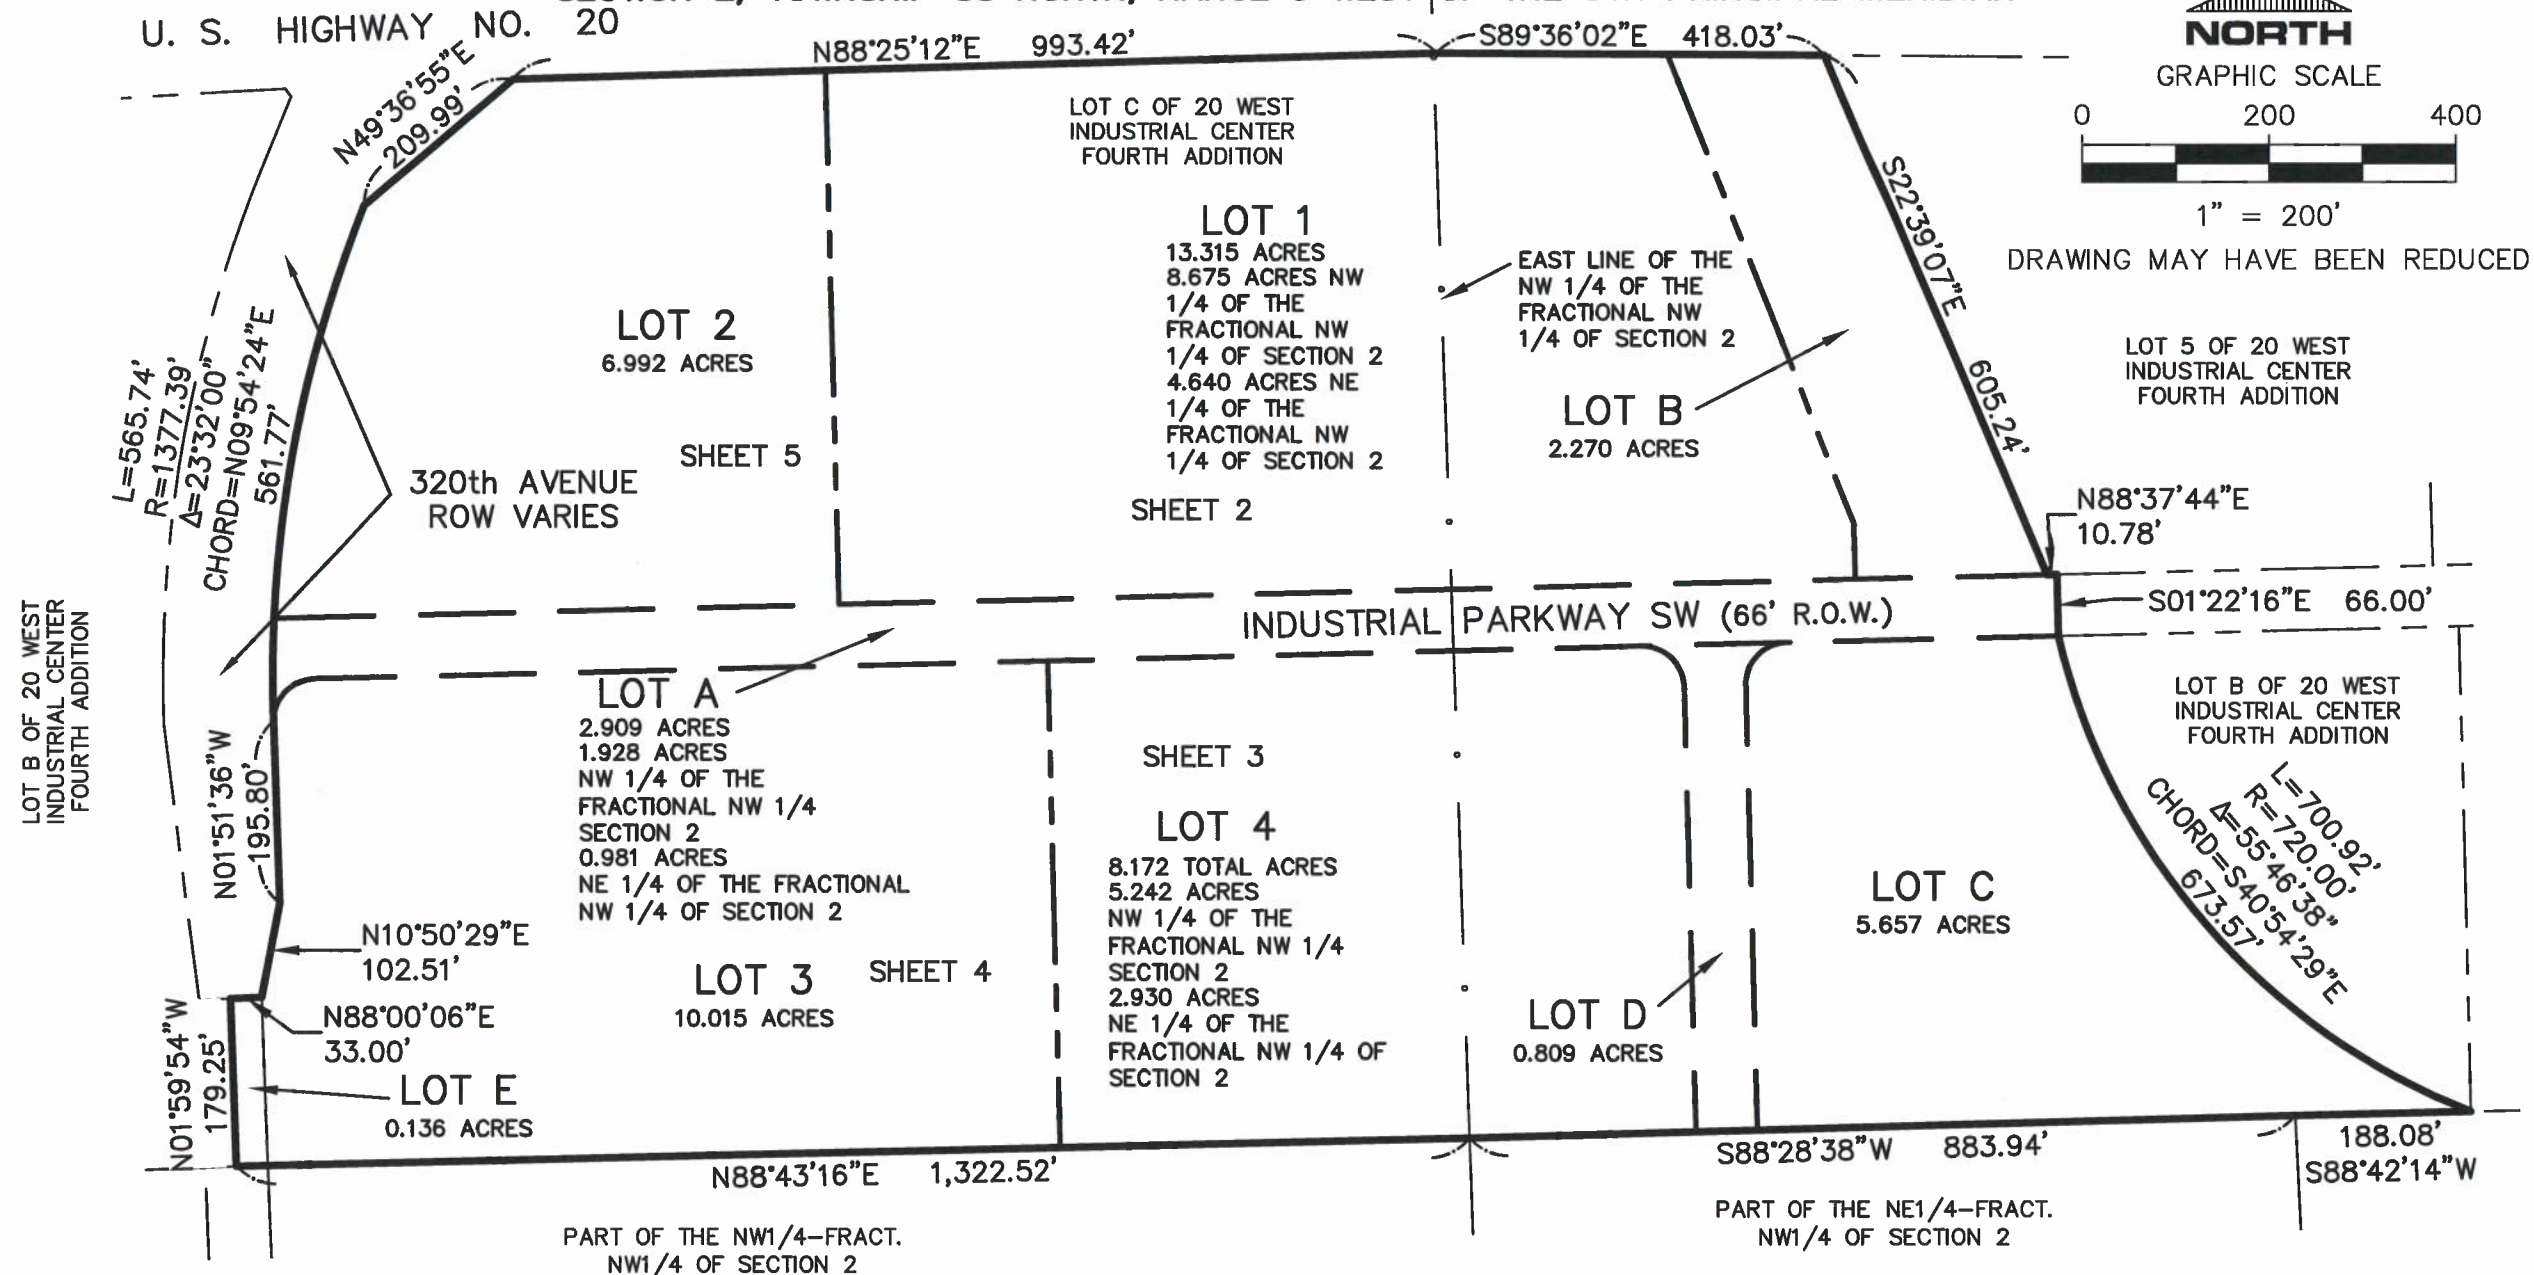 U. S. HIGHWAY NO. 20
N49°36'55"E
209.99'
N88°25'12"E 993.42'
S89°36'02"E 418.03'
NORTH
GRAPHIC SCALE
0 200 400
1" = 200'
DRAWING MAY HAVE BEEN REDUCED
LOT C OF 20 WEST
INDUSTRIAL CENTER
FOURTH ADDITION
LOT 1
13.315 ACRES
8.675 ACRES NW
1/4 OF THE
FRACTIONAL NW
1/4 OF SECTION 2
4.640 ACRES NE
1/4 OF THE
FRACTIONAL NW
1/4 OF SECTION 2
SHEET 2
EAST LINE OF THE
NW 1/4 OF THE
FRACTIONAL NW
1/4 OF SECTION 2
S22°39'07"E
605.24'
LOT 5 OF 20 WEST
INDUSTRIAL CENTER
FOURTH ADDITION
LOT B
2.270 ACRES
LOT 2
6.992 ACRES
SHEET 5
L=565.74'
R=1377.39'
Δ=23°32'00"
CHORD=N09°54'24"E
561.77'
320th AVENUE
ROW VARIES
N88°37'44"E
10.78'
S01°22'16"E 66.00'
INDUSTRIAL PARKWAY SW (66' R.O.W.)
LOT B OF 20 WEST
INDUSTRIAL CENTER
FOURTH ADDITION
LOT A
2.909 ACRES
1.928 ACRES
NW 1/4 OF THE
FRACTIONAL NW 1/4
SECTION 2
0.981 ACRES
NE 1/4 OF THE FRACTIONAL
NW 1/4 OF SECTION 2
N01°51'36"W
195.80'
SHEET 3
LOT 4
8.172 TOTAL ACRES
5.242 ACRES
NW 1/4 OF THE
FRACTIONAL NW 1/4
SECTION 2
2.930 ACRES
NE 1/4 OF THE
FRACTIONAL NW 1/4 OF
SECTION 2
LOT B OF 20 WEST
INDUSTRIAL CENTER
FOURTH ADDITION
L=700.92'
R=720.00'
Δ=55°46'38"
CHORD=S40°54'29"E
673.57'
LOT C
5.657 ACRES
N10°50'29"E
102.51'
LOT 3
10.015 ACRES
SHEET 4
N88°00'06"E
33.00'
LOT D
0.809 ACRES
N01°59'54"W
179.25'
LOT E
0.136 ACRES
N88°43'16"E 1,322.52'
S88°28'38"W 883.94'
188.08'
S88°42'14"W
PART OF THE NW1/4-FRACT.
NW1/4 OF SECTION 2
PART OF THE NE1/4-FRACT.
NW1/4 OF SECTION 2